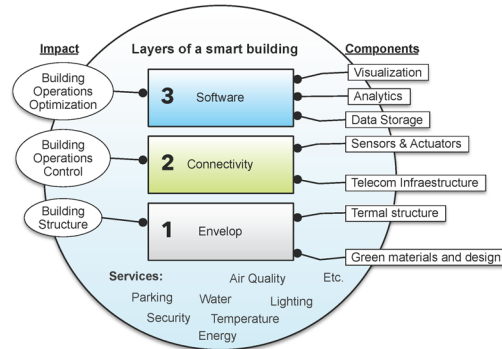 Impact
Layers of a smart building
Components
Building
Operations
Optimization
3 Software
Visualization
Analytics
Data Storage
Building
Operations
Control
2 Connectivity
Sensors & Actuators
Telecom Infraestructure
Building
Structure
1 Envelop
Termal structure
Green materials and design
Services:
Air Quality
Etc.
Parking
Water
Lighting
Security
Temperature
Energy